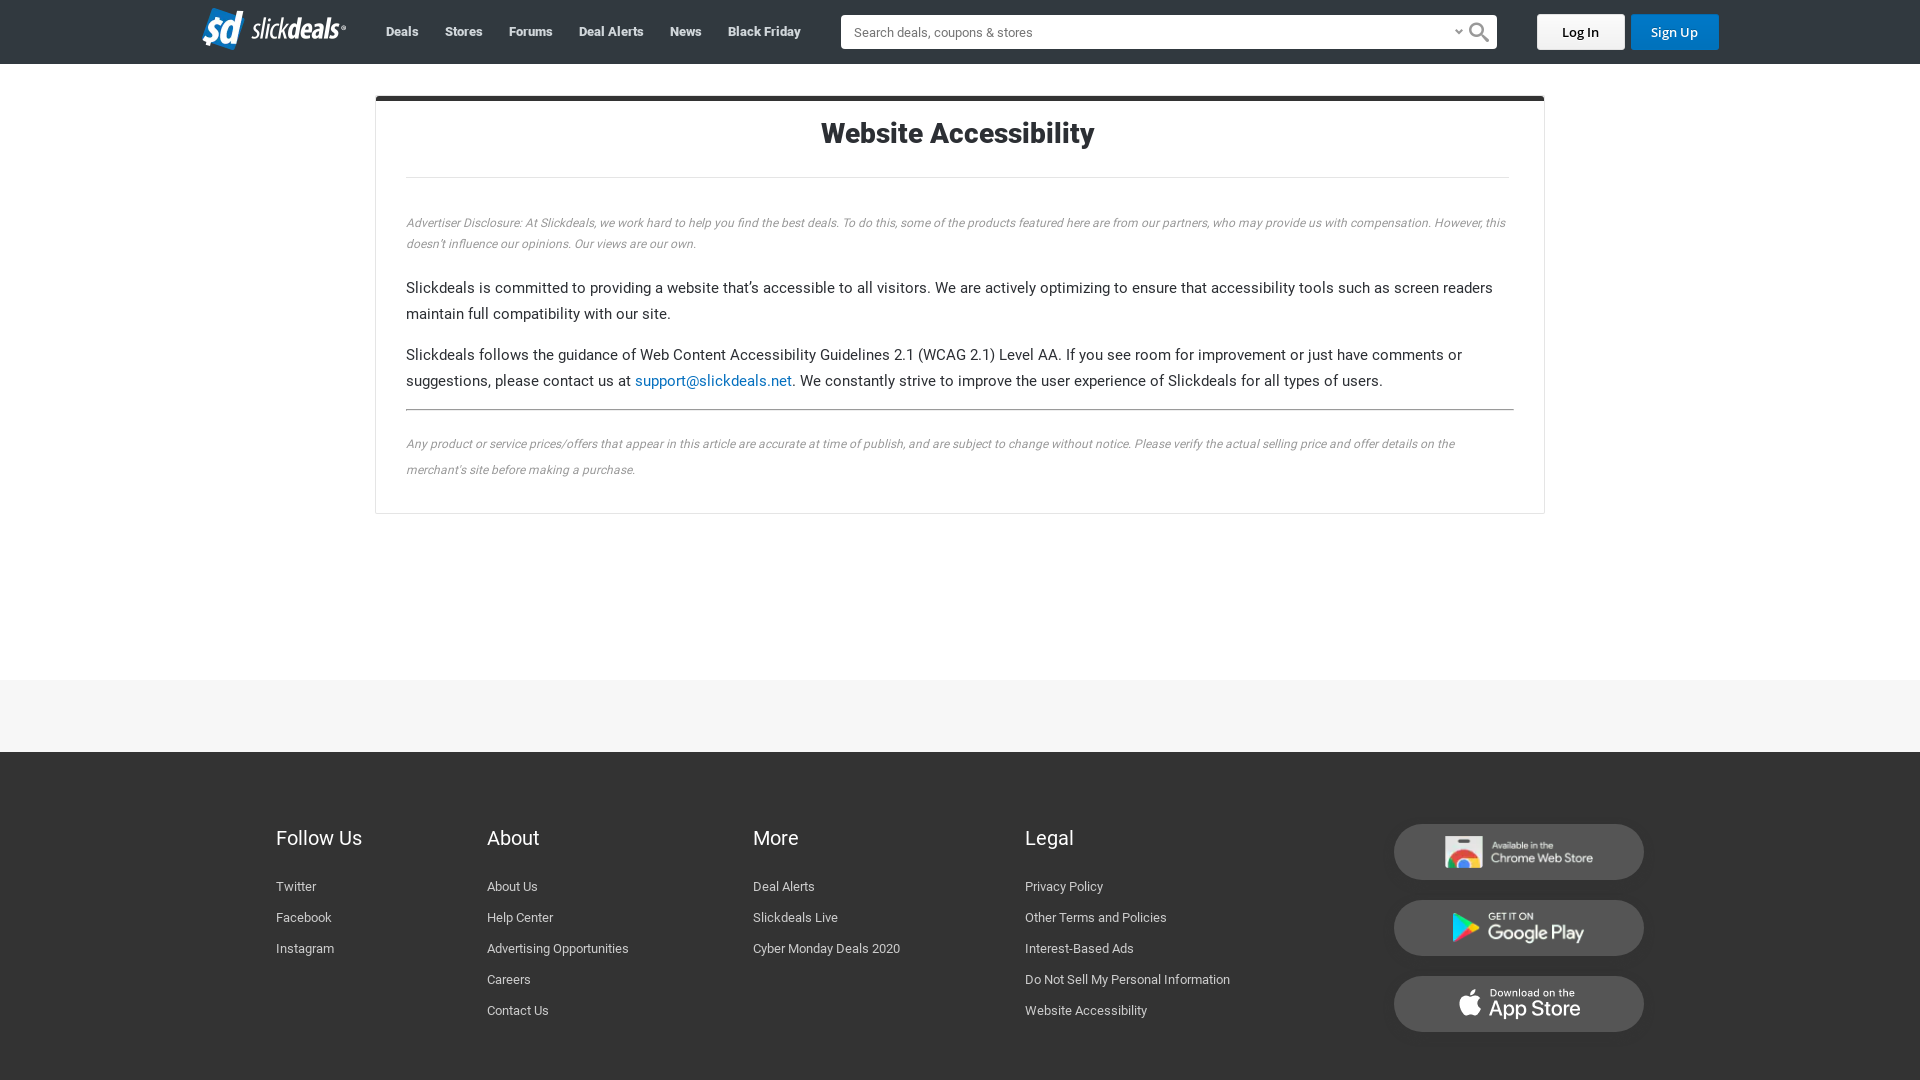 sd slickdeals®
Deals
Stores
Forums
Deal Alerts
News
Black Friday
Search deals, coupons & stores
Log In
Sign Up
Website Accessibility
Advertiser Disclosure: At Slickdeals, we work hard to help you find the best deals. To do this, some of the products featured here are from our partners, who may provide us with compensation. However, this
doesn’t influence our opinions. Our views are our own.
Slickdeals is committed to providing a website that’s accessible to all visitors. We are actively optimizing to ensure that accessibility tools such as screen readers
maintain full compatibility with our site.
Slickdeals follows the guidance of Web Content Accessibility Guidelines 2.1 (WCAG 2.1) Level AA. If you see room for improvement or just have comments or
suggestions, please contact us at support@slickdeals.net. We constantly strive to improve the user experience of Slickdeals for all types of users.
Any product or service prices/offers that appear in this article are accurate at time of publish, and are subject to change without notice. Please verify the actual selling price and offer details on the
merchant's site before making a purchase.
Follow Us
Twitter
Facebook
Instagram
About
About Us
Help Center
Advertising Opportunities
Careers
Contact Us
More
Deal Alerts
Slickdeals Live
Cyber Monday Deals 2020
Legal
Privacy Policy
Other Terms and Policies
Interest-Based Ads
Do Not Sell My Personal Information
Website Accessibility
Available in the
Chrome Web Store
GET IT ON
Google Play
Download on the
App Store